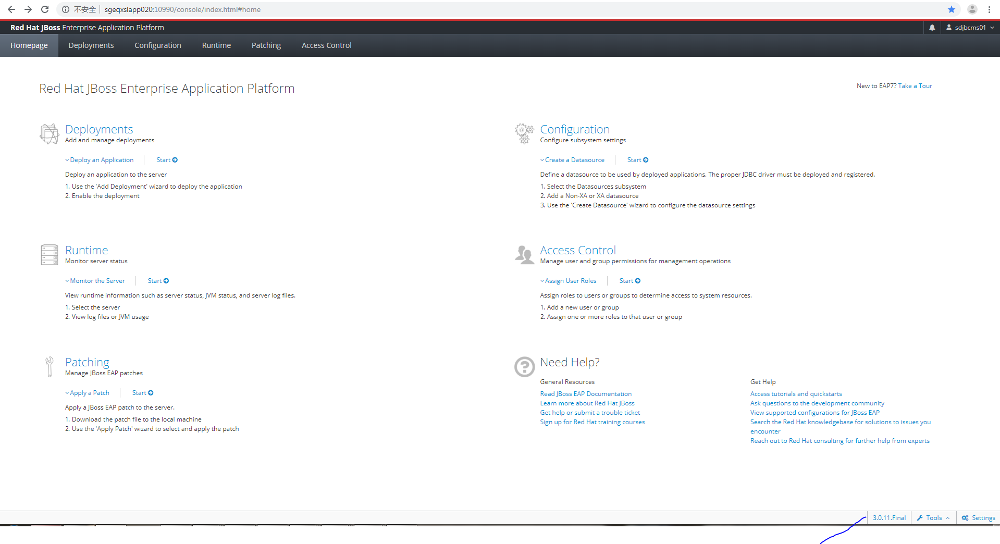 不安全 sgeqxslapp020:10990/console/index.html#home
Red Hat JBoss Enterprise Application Platform
sdjbcms01
Homepage Deployments Configuration Runtime Patching Access Control
Red Hat JBoss Enterprise Application Platform
New to EAP7? Take a Tour
Deployments
Add and manage deployments
Deploy an Application Start
Deploy an application to the server
1. Use the 'Add Deployment' wizard to deploy the application
2. Enable the deployment
Configuration
Configure subsystem settings
Create a Datasource Start
Define a datasource to be used by deployed applications. The proper JDBC driver must be deployed and registered.
1. Select the Datasources subsystem
2. Add a Non-XA or XA datasource
3. Use the 'Create Datasource' wizard to configure the datasource settings
Runtime
Monitor server status
Monitor the Server Start
View runtime information such as server status, JVM status, and server log files.
1. Select the server
2. View log files or JVM usage
Access Control
Manage user and group permissions for management operations
Assign User Roles Start
Assign roles to users or groups to determine access to system resources.
1. Add a new user or group
2. Assign one or more roles to that user or group
Patching
Manage JBoss EAP patches
Apply a Patch Start
Apply a JBoss EAP patch to the server.
1. Download the patch file to the local machine
2. Use the 'Apply Patch' wizard to select and apply the patch
Need Help?
General Resources
Read JBoss EAP Documentation
Learn more about Red Hat JBoss
Get help or submit a trouble ticket
Sign up for Red Hat training courses
Get Help
Access tutorials and quickstarts
Ask questions to the development community
View supported configurations for JBoss EAP
Search the Red Hat knowledgebase for solutions to issues you
encounter
Reach out to Red Hat consulting for further help from experts
3.0.11.Final Tools Settings